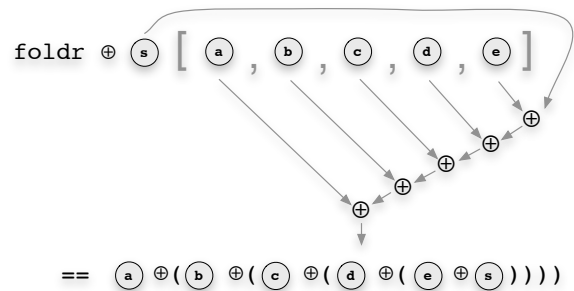 foldr ⊕ s [ a , b , c , d , e ]
⊕
⊕
⊕
⊕
⊕
== a ⊕( b ⊕( c ⊕( d ⊕( e ⊕ s ))))